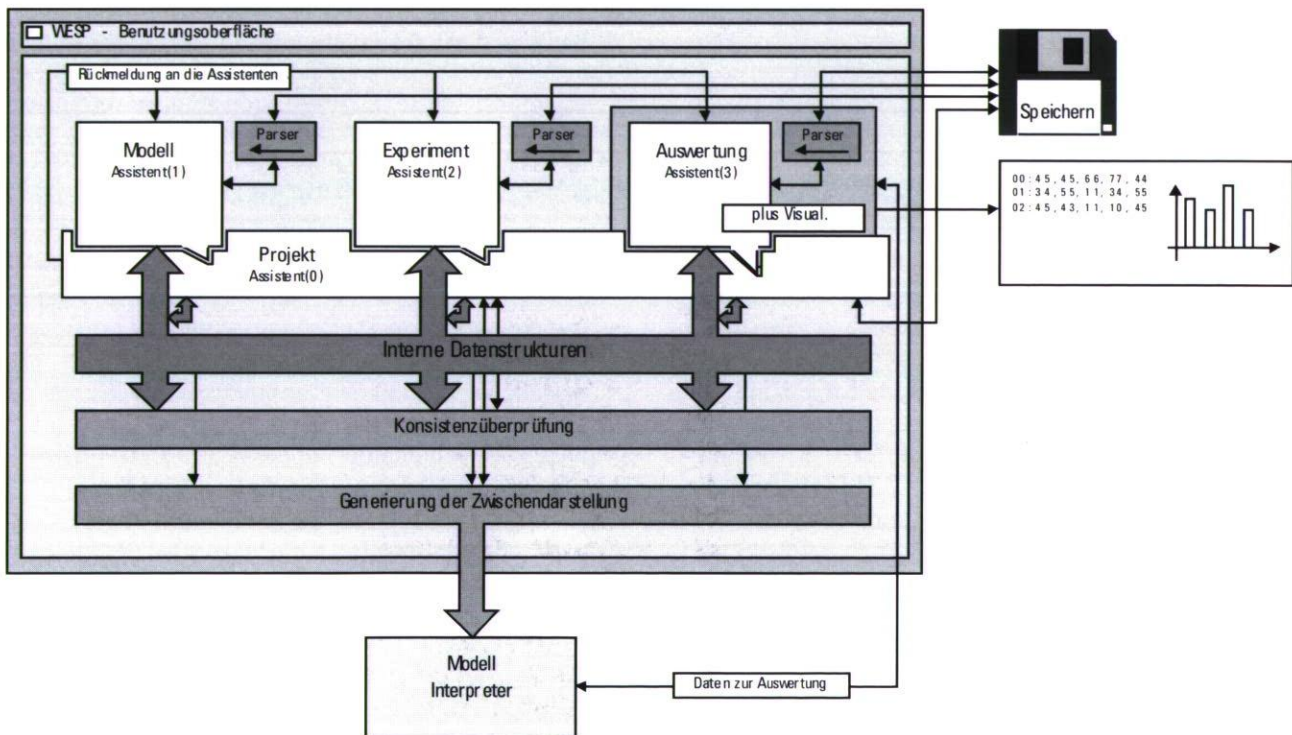 WESP - Benutzungsoberfläche
Rückmeldung an die Assistenten
Modell
Assistent(1)
Parser
Experiment
Assistent(2)
Parser
Auswertung
Assistent(3)
Parser
plus Visual.
Speichern
00:45, 45, 66, 77, 44
01:34, 55, 11, 34, 55
02:45, 43, 11, 10, 45
Projekt
Assistent(0)
Interne Datenstrukturen
Konsistenzüberprüfung
Generierung der Zwischendarstellung
Modell
Interpreter
Daten zur Auswertung